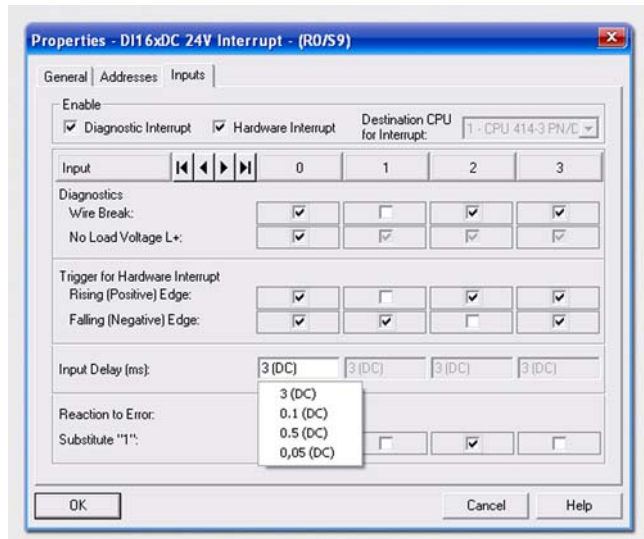 Properties - DI16xDC 24V Interrupt - (R0/S9)
General Addresses Inputs
Enable
Diagnostic Interrupt Hardware Interrupt Destination CPU for Interrupt: 1 - CPU 414-3 PN/D
Input 0 1 2 3
Diagnostics
Wire Break:
No Load Voltage L+:
Trigger for Hardware Interrupt
Rising (Positive) Edge:
Falling (Negative) Edge:
Input Delay (ms): 3 (DC) 3 (DC) 3 (DC) 3 (DC)
3 (DC)
0.1 (DC)
Reaction to Error:
0.5 (DC)
Substitute "1":
0,05 (DC)
OK Cancel Help